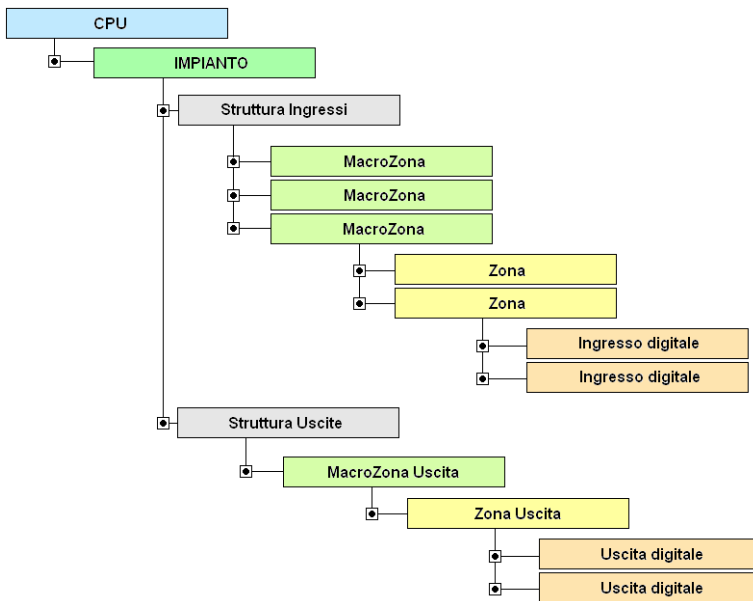 CPU
IMPIANTO
Struttura Ingressi
MacroZona
MacroZona
MacroZona
Zona
Zona
Ingresso digitale
Ingresso digitale
Struttura Uscite
MacroZona Uscita
Zona Uscita
Uscita digitale
Uscita digitale